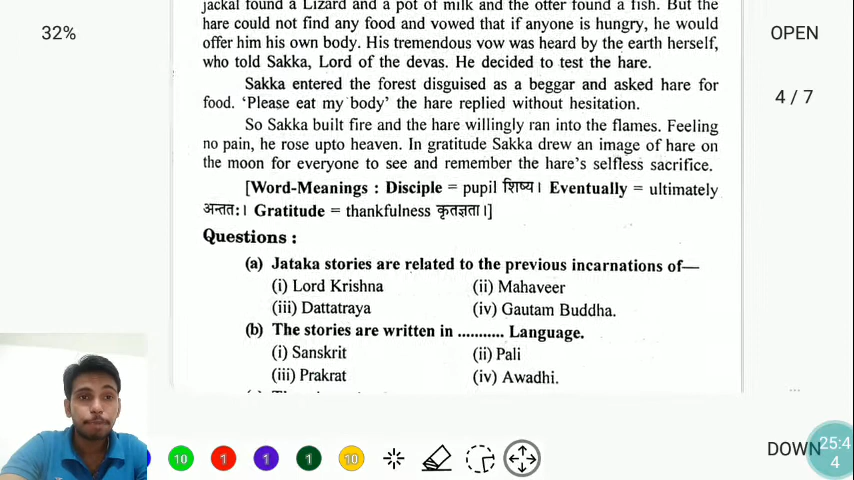 32%
OPEN
4 / 7
jackal found a Lizard and a pot of milk and the otter found a fish. But the
hare could not find any food and vowed that if anyone is hungry, he would
offer him his own body. His tremendous vow was heard by the earth herself,
who told Sakka, Lord of the devas. He decided to test the hare.
Sakka entered the forest disguised as a beggar and asked hare for
food. ‘Please eat my body’ the hare replied without hesitation.
So Sakka built fire and the hare willingly ran into the flames. Feeling
no pain, he rose upto heaven. In gratitude Sakka drew an image of hare on
the moon for everyone to see and remember the hare’s selfless sacrifice.
[Word-Meanings : Disciple = pupil शिष्य। Eventually = ultimately
अन्ततः। Gratitude = thankfulness कृतज्ञता।]
Questions :
(a) Jataka stories are related to the previous incarnations of—
(i) Lord Krishna (ii) Mahaveer
(iii) Dattatraya (iv) Gautam Buddha.
(b) The stories are written in ........... Language.
(i) Sanskrit (ii) Pali
(iii) Prakrat (iv) Awadhi.
10 1 1 1 10
DOWN
25:4
4